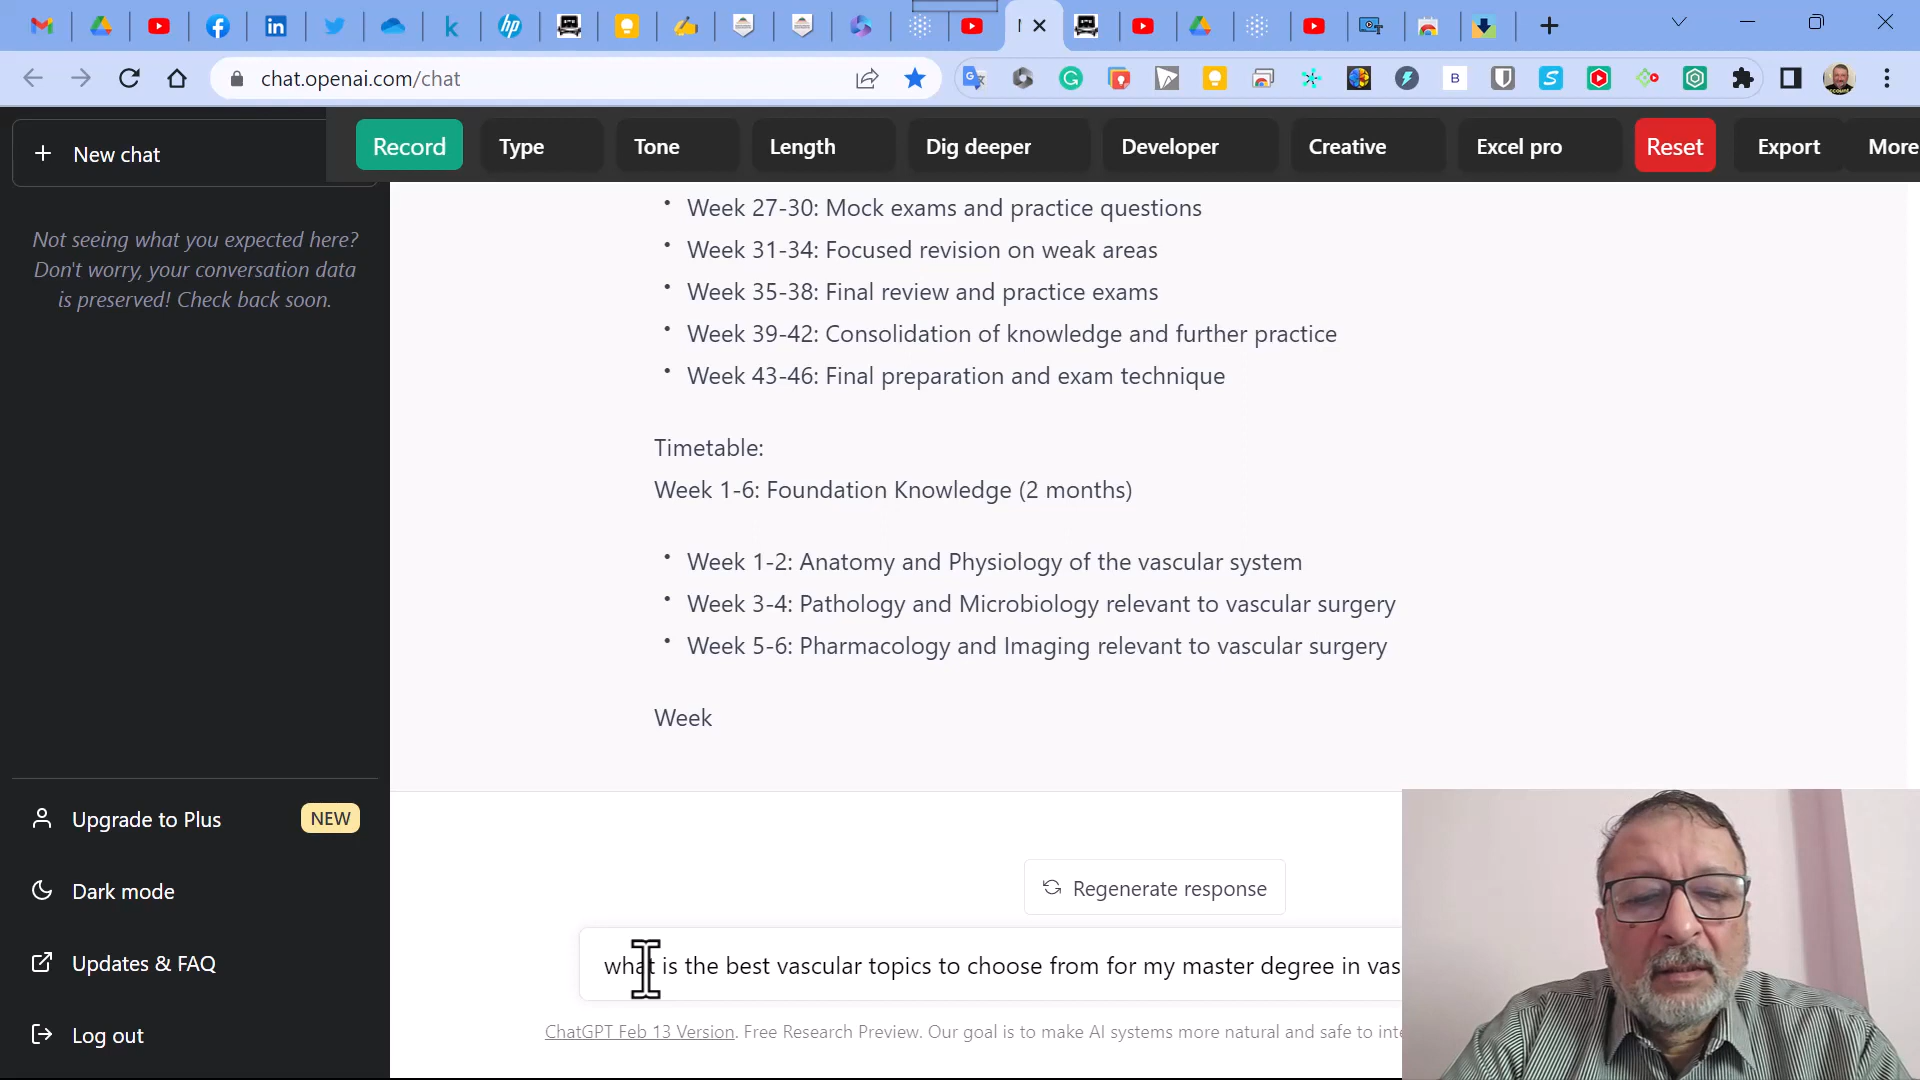 chat.openai.com/chat
New chat
Record
Type
Tone
Length
Dig deeper
Developer
Creative
Excel pro
Reset
Export
More
Not seeing what you expected here?
Don't worry, your conversation data
is preserved! Check back soon.
• Week 27-30: Mock exams and practice questions
• Week 31-34: Focused revision on weak areas
• Week 35-38: Final review and practice exams
• Week 39-42: Consolidation of knowledge and further practice
• Week 43-46: Final preparation and exam technique
Timetable:
Week 1-6: Foundation Knowledge (2 months)
• Week 1-2: Anatomy and Physiology of the vascular system
• Week 3-4: Pathology and Microbiology relevant to vascular surgery
• Week 5-6: Pharmacology and Imaging relevant to vascular surgery
Week
Upgrade to Plus
NEW
Dark mode
Updates & FAQ
Log out
Regenerate response
what is the best vascular topics to choose from for my master degree in vas
ChatGPT Feb 13 Version. Free Research Preview. Our goal is to make AI systems more natural and safe to inte